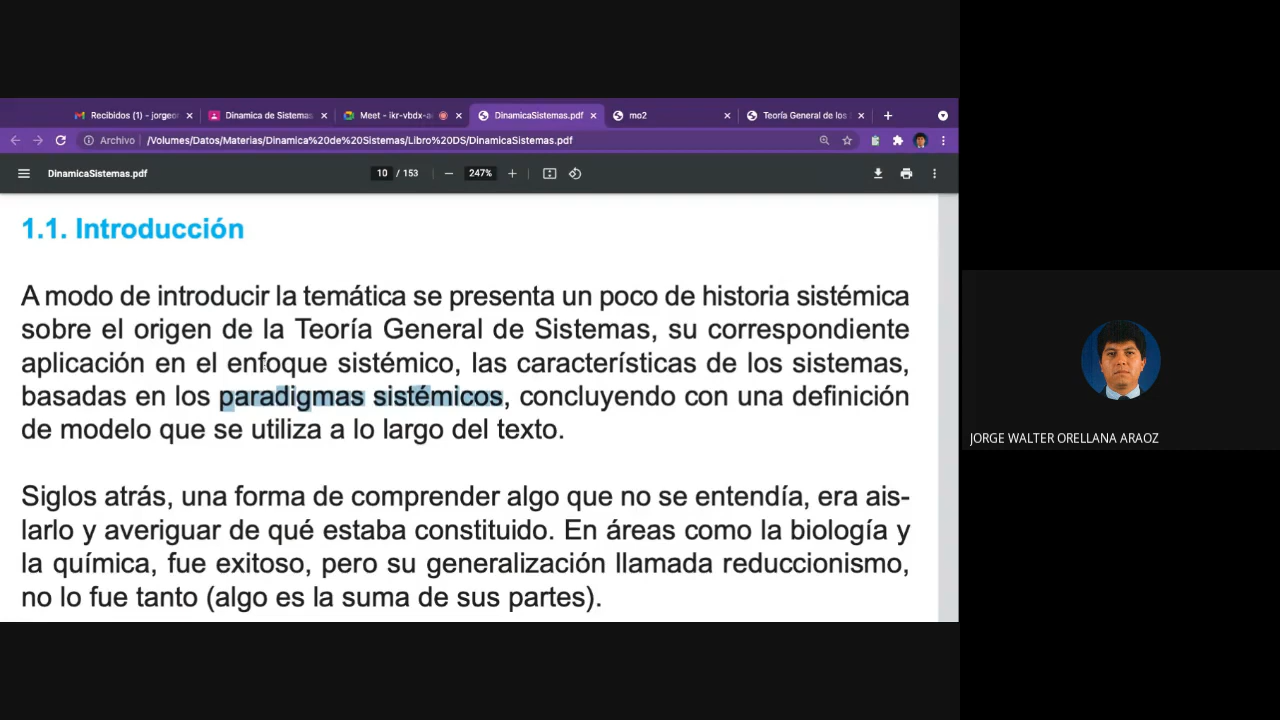 Recibidos (1) - jorgeo
Dinamica de Sistemas
Meet - ikr-vbdx-a
DinamicaSistemas.pdf
mo2
Teoría General de los
Archivo
/Volumes/Datos/Materias/Dinamica%20de%20Sistemas/Libro%20DS/DinamicaSistemas.pdf
DinamicaSistemas.pdf
10 / 153
247%
1.1. Introducción
A modo de introducir la temática se presenta un poco de historia sistémica
sobre el origen de la Teoría General de Sistemas, su correspondiente
aplicación en el enfoque sistémico, las características de los sistemas,
basadas en los paradigmas sistémicos, concluyendo con una definición
de modelo que se utiliza a lo largo del texto.
Siglos atrás, una forma de comprender algo que no se entendía, era ais-
larlo y averiguar de qué estaba constituido. En áreas como la biología y
la química, fue exitoso, pero su generalización llamada reduccionismo,
no lo fue tanto (algo es la suma de sus partes).
JORGE WALTER ORELLANA ARAOZ